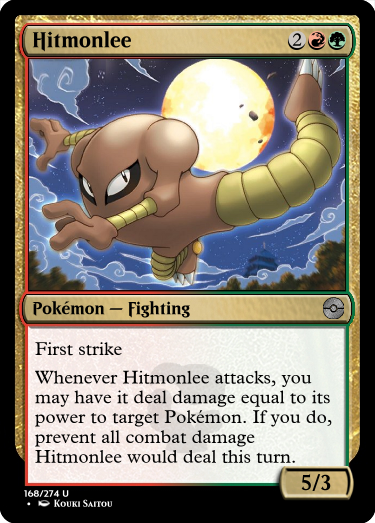 Hitmonlee 2
Pokémon — Fighting
First strike
Whenever Hitmonlee attacks, you
may have it deal damage equal to its
power to target Pokémon. If you do,
prevent all combat damage
Hitmonlee would deal this turn.
5/3
168/274 U
• Kouki Saitou